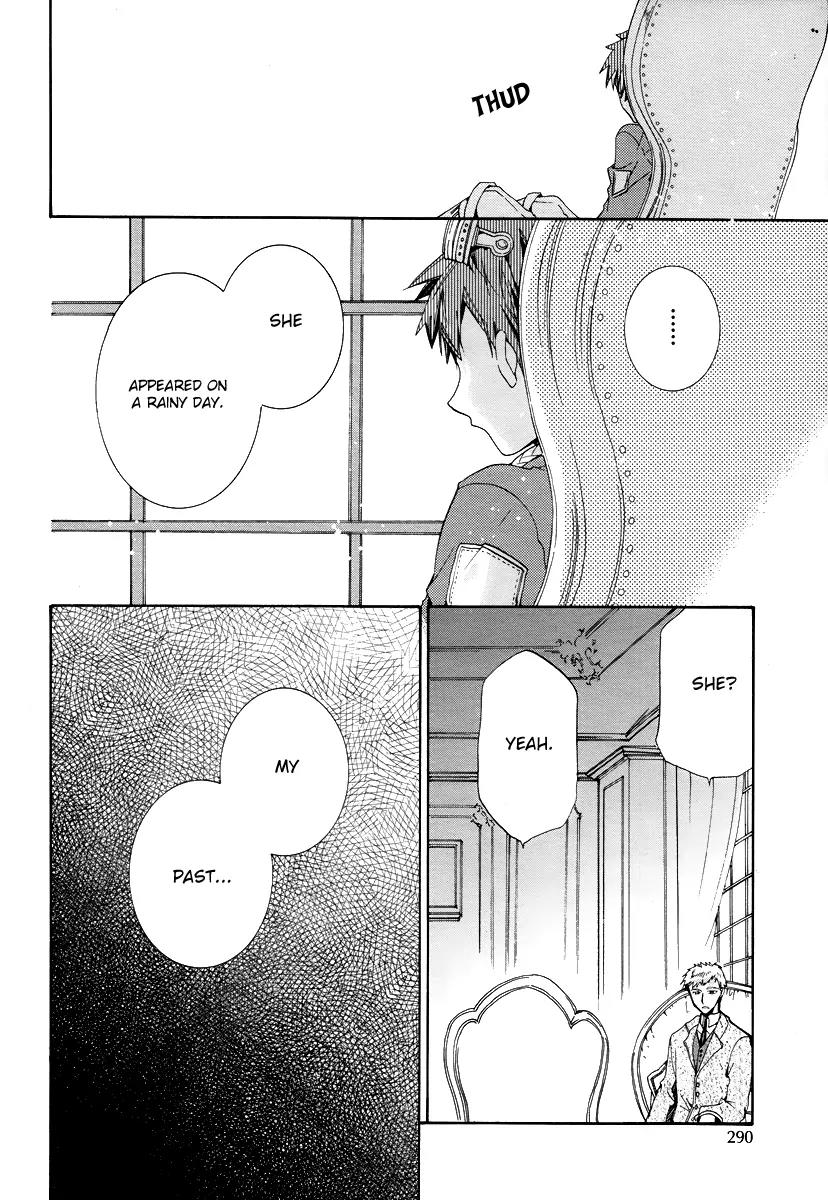 THUD
........
SHE
APPEARED ON
A RAINY DAY.
SHE?
YEAH.
MY
PAST...
290